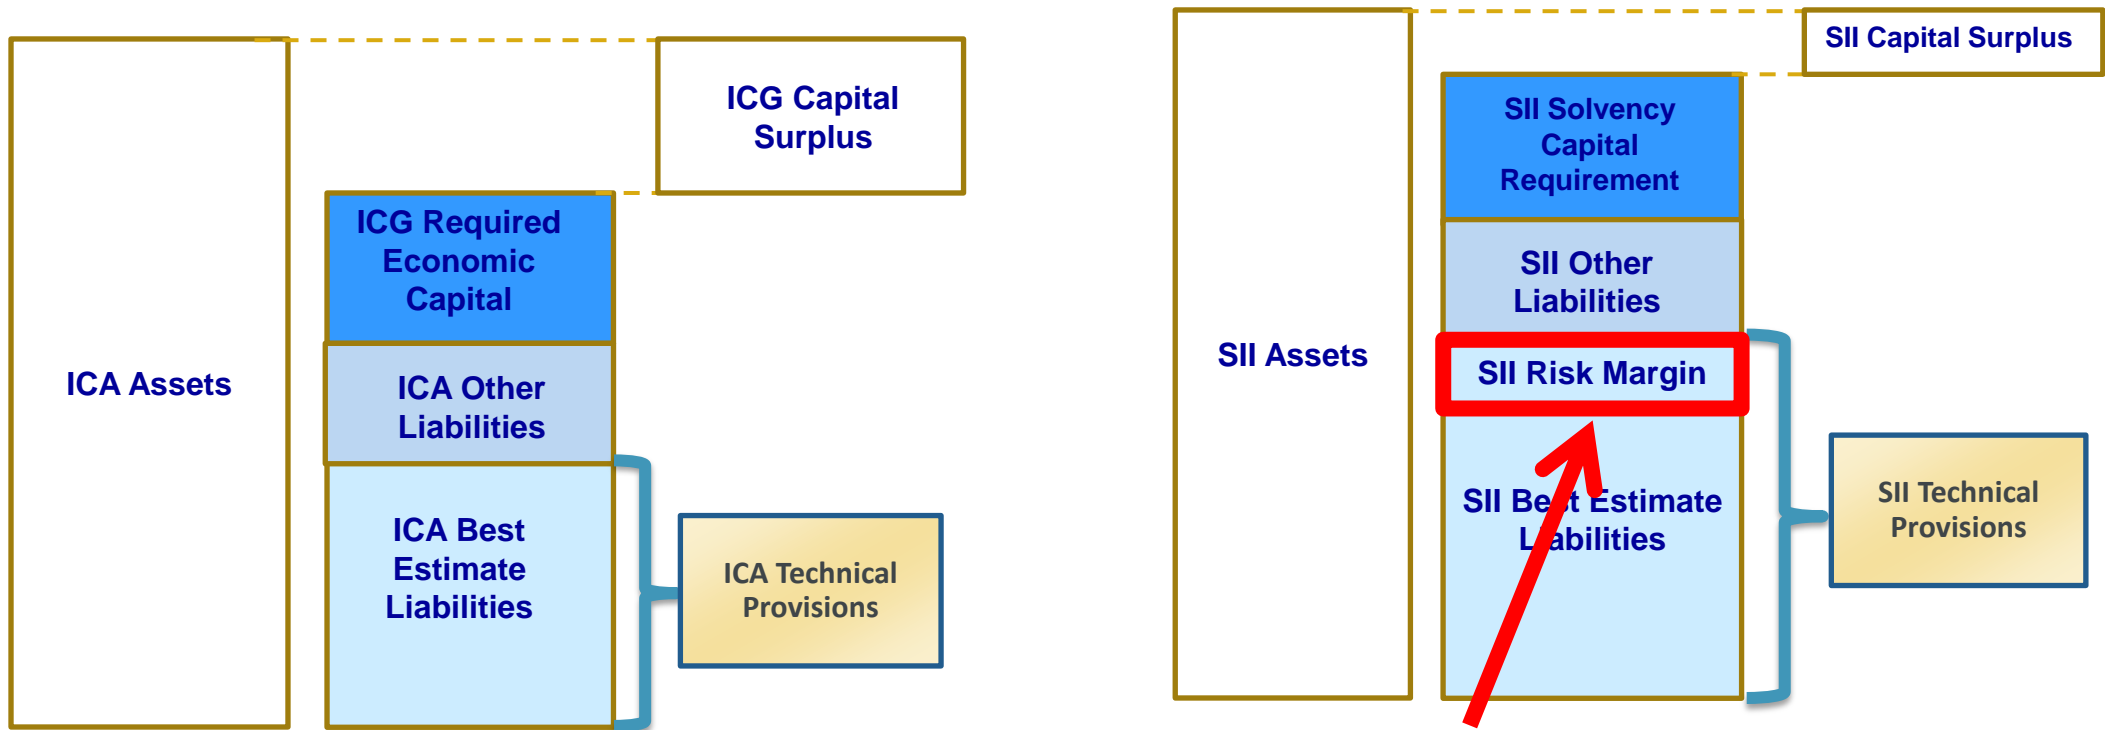 ICA Assets
ICG Capital
Surplus
ICG Required
Economic
Capital
ICA Other
Liabilities
ICA Best
Estimate
Liabilities
ICA Technical
Provisions
SII Assets
SII Capital Surplus
SII Solvency
Capital
Requirement
SII Other
Liabilities
SII Risk Margin
SII Best Estimate
Liabilities
SII Technical
Provisions